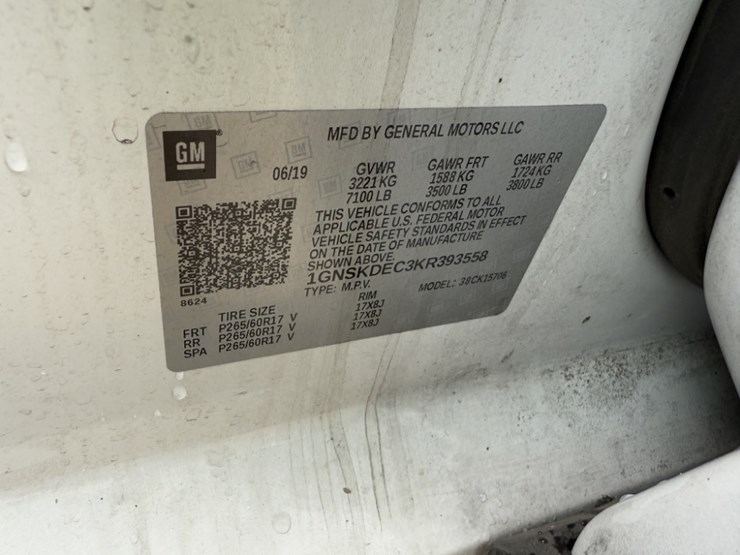 GM
MFD BY GENERAL MOTORS LLC
06/19
GVWR GAWR FRT GAWR RR
3221 KG 1588 KG 1724 KG
7100 LB 3500 LB 3800 LB
THIS VEHICLE CONFORMS TO ALL
APPLICABLE U.S. FEDERAL MOTOR
VEHICLE SAFETY STANDARDS IN EFFECT
ON THE DATE OF MANUFACTURE
SHOWN ABOVE.
1GNSKDEC3KR393558
TYPE: M.P.V. MODEL: 38CK15706
8624
TIRE SIZE RIM
FRT P265/60R17 V 17X8J
RR P265/60R17 V 17X8J
SPA P265/60R17 V 17X8J